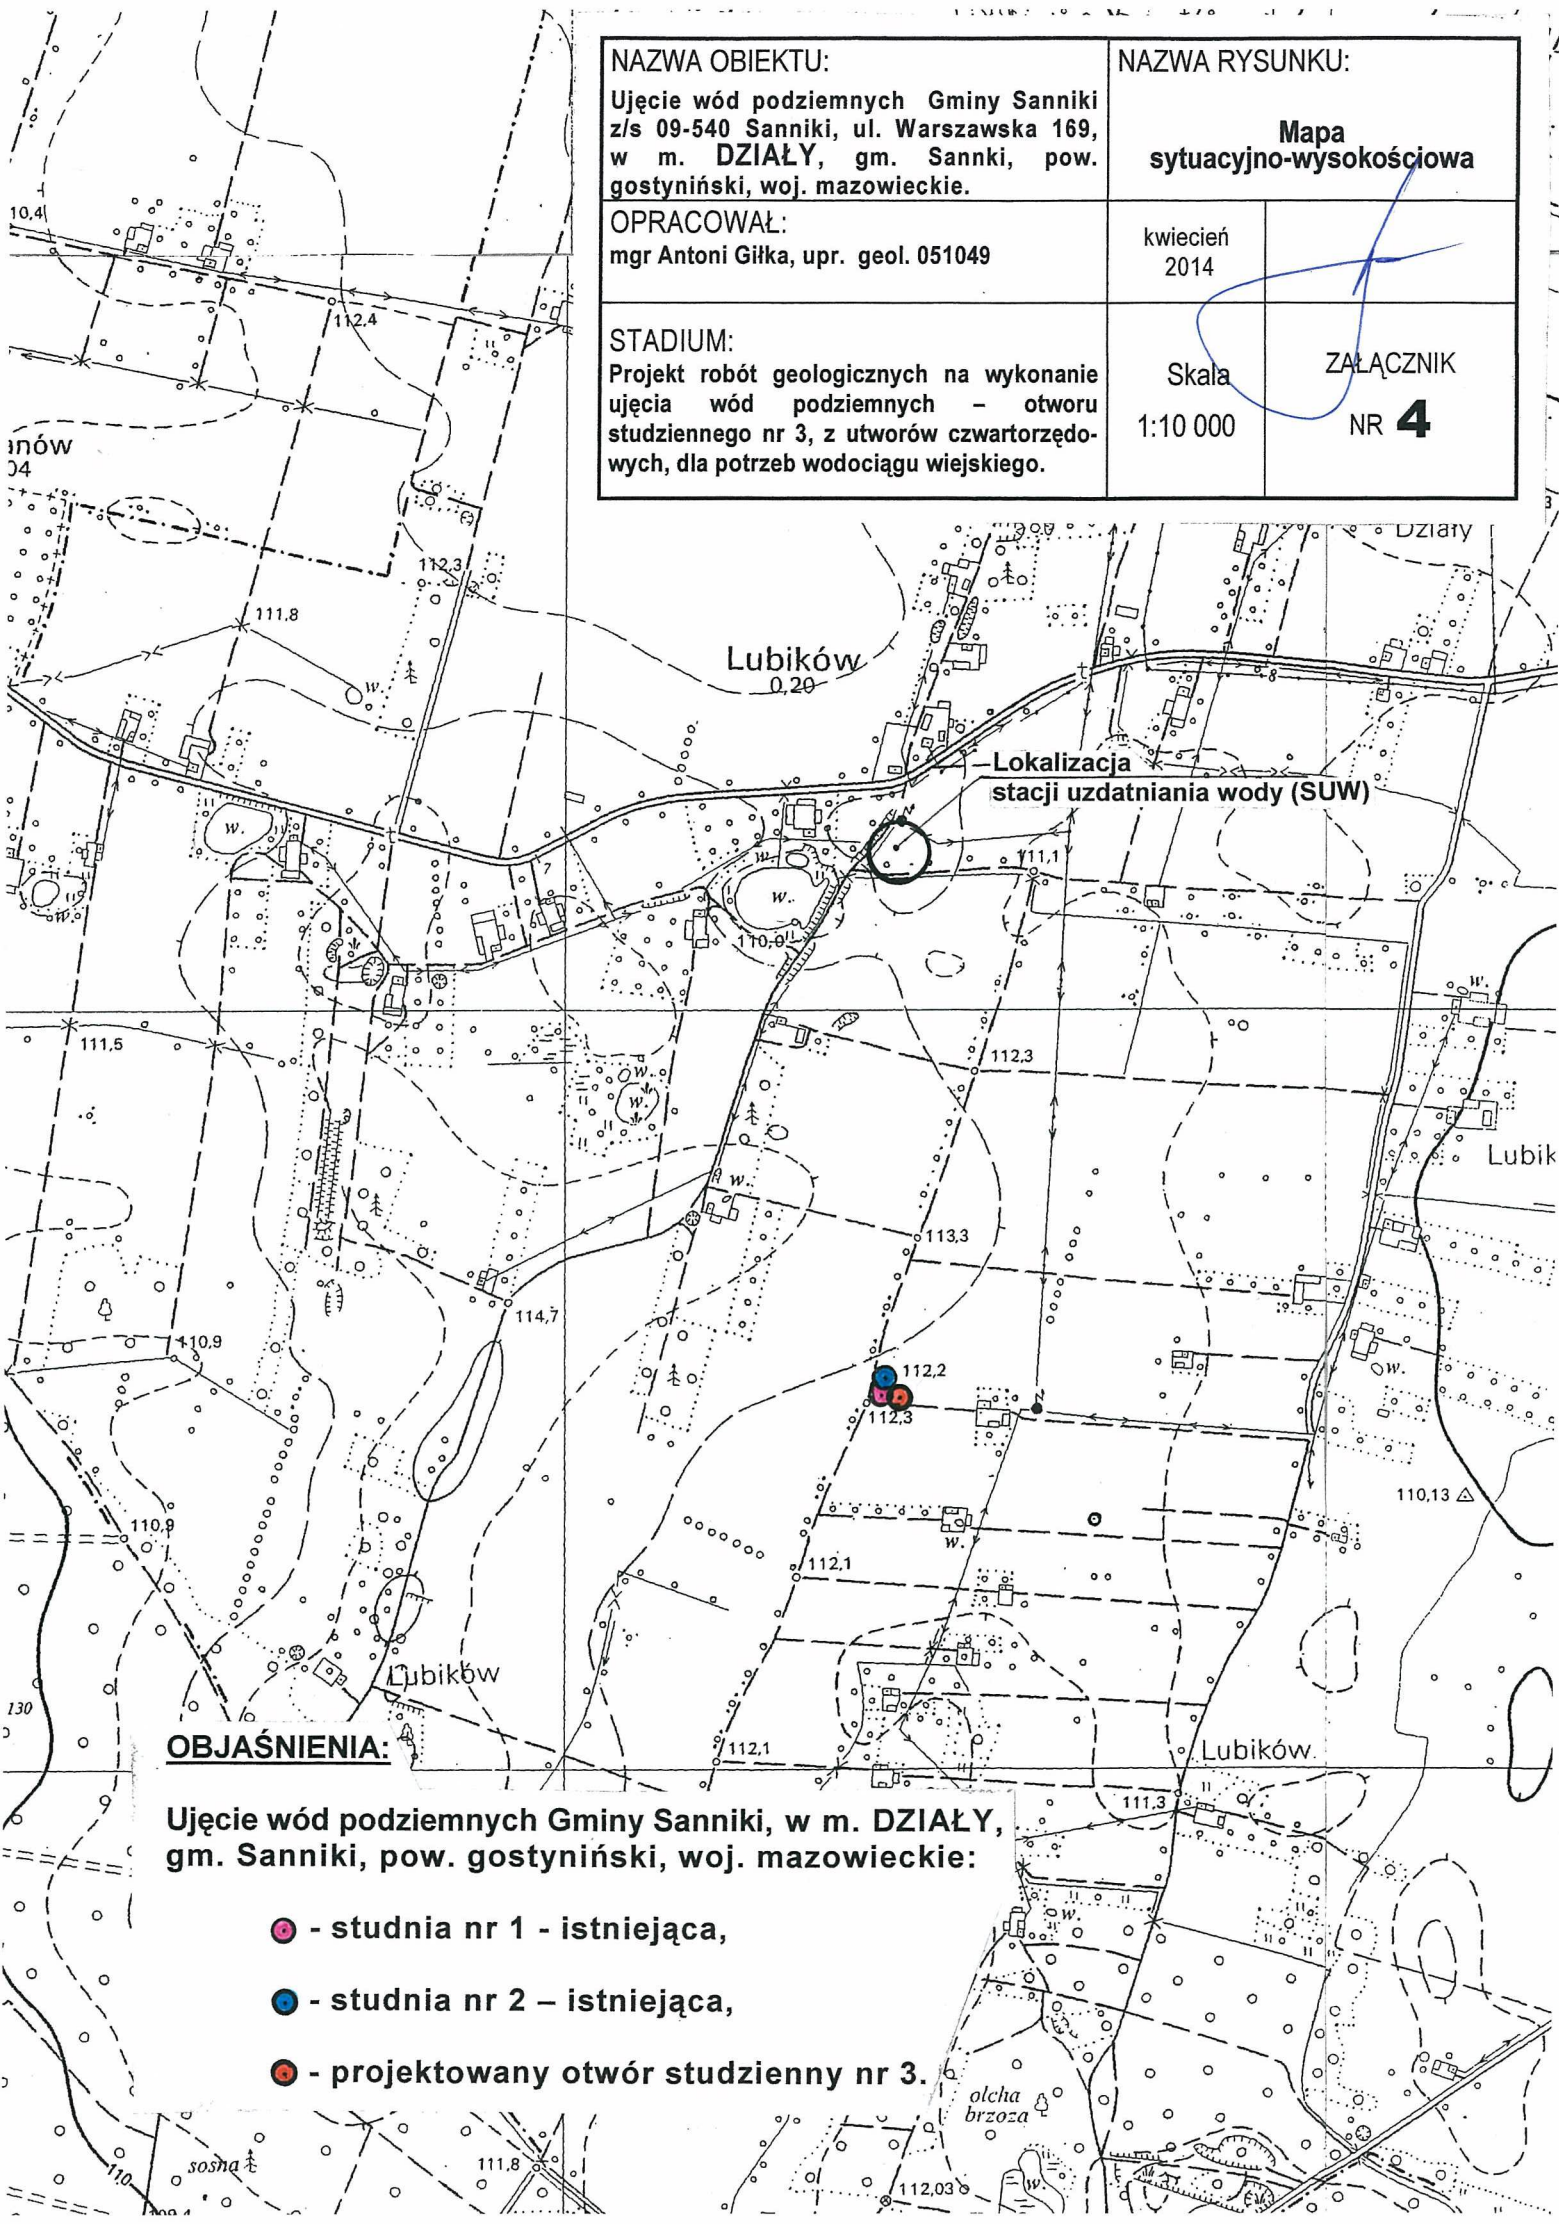 NAZWA OBIEKTU:
Ujęcie wód podziemnych Gminy Sanniki
z/s 09-540 Sanniki, ul. Warszawska 169,
w m. DZIAŁY, gm. Sannki, pow.
gostyniński, woj. mazowieckie.
NAZWA RYSUNKU:
Mapa
sytuacyjno-wysokościowa
OPRACOWAŁ:
mgr Antoni Giłka, upr. geol. 051049
kwiecień
2014
STADIUM:
Projekt robót geologicznych na wykonanie
ujęcia wód podziemnych – otworu
studziennego nr 3, z utworów czwartorzędo-
wych, dla potrzeb wodociągu wiejskiego.
Skala
1:10 000
ZAŁĄCZNIK
NR 4
10,4
112,4
anów
04
112,3
111,8
w.
Działy
Lubików
0,20
Lokalizacja
stacji uzdatniania wody (SUW)
w.
w.
w.
w.
7
8
111,1
110,0
111,5
112,3
w.
w.
w.
w.
Lubik
113,3
114,7
110,9
112,2
112,3
w.
110,13
110,9
w.
112,1
Lubików
130
112,1
Lubików
111,3
w.
OBJAŚNIENIA:
Ujęcie wód podziemnych Gminy Sanniki, w m. DZIAŁY,
gm. Sanniki, pow. gostyniński, woj. mazowieckie:
- studnia nr 1 - istniejąca,
- studnia nr 2 – istniejąca,
- projektowany otwór studzienny nr 3.
olcha
brzoza
sosna
110
111,8
112,03
w.